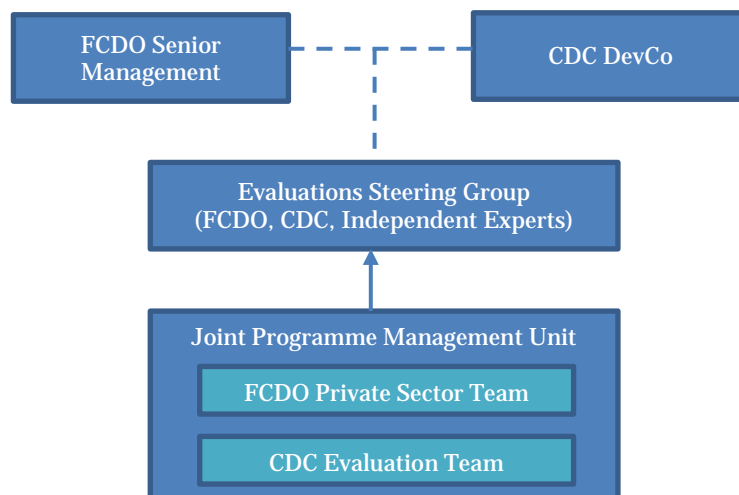 FCDO Senior
Management
CDC DevCo
Evaluations Steering Group
(FCDO, CDC, Independent Experts)
Joint Programme Management Unit
FCDO Private Sector Team
CDC Evaluation Team